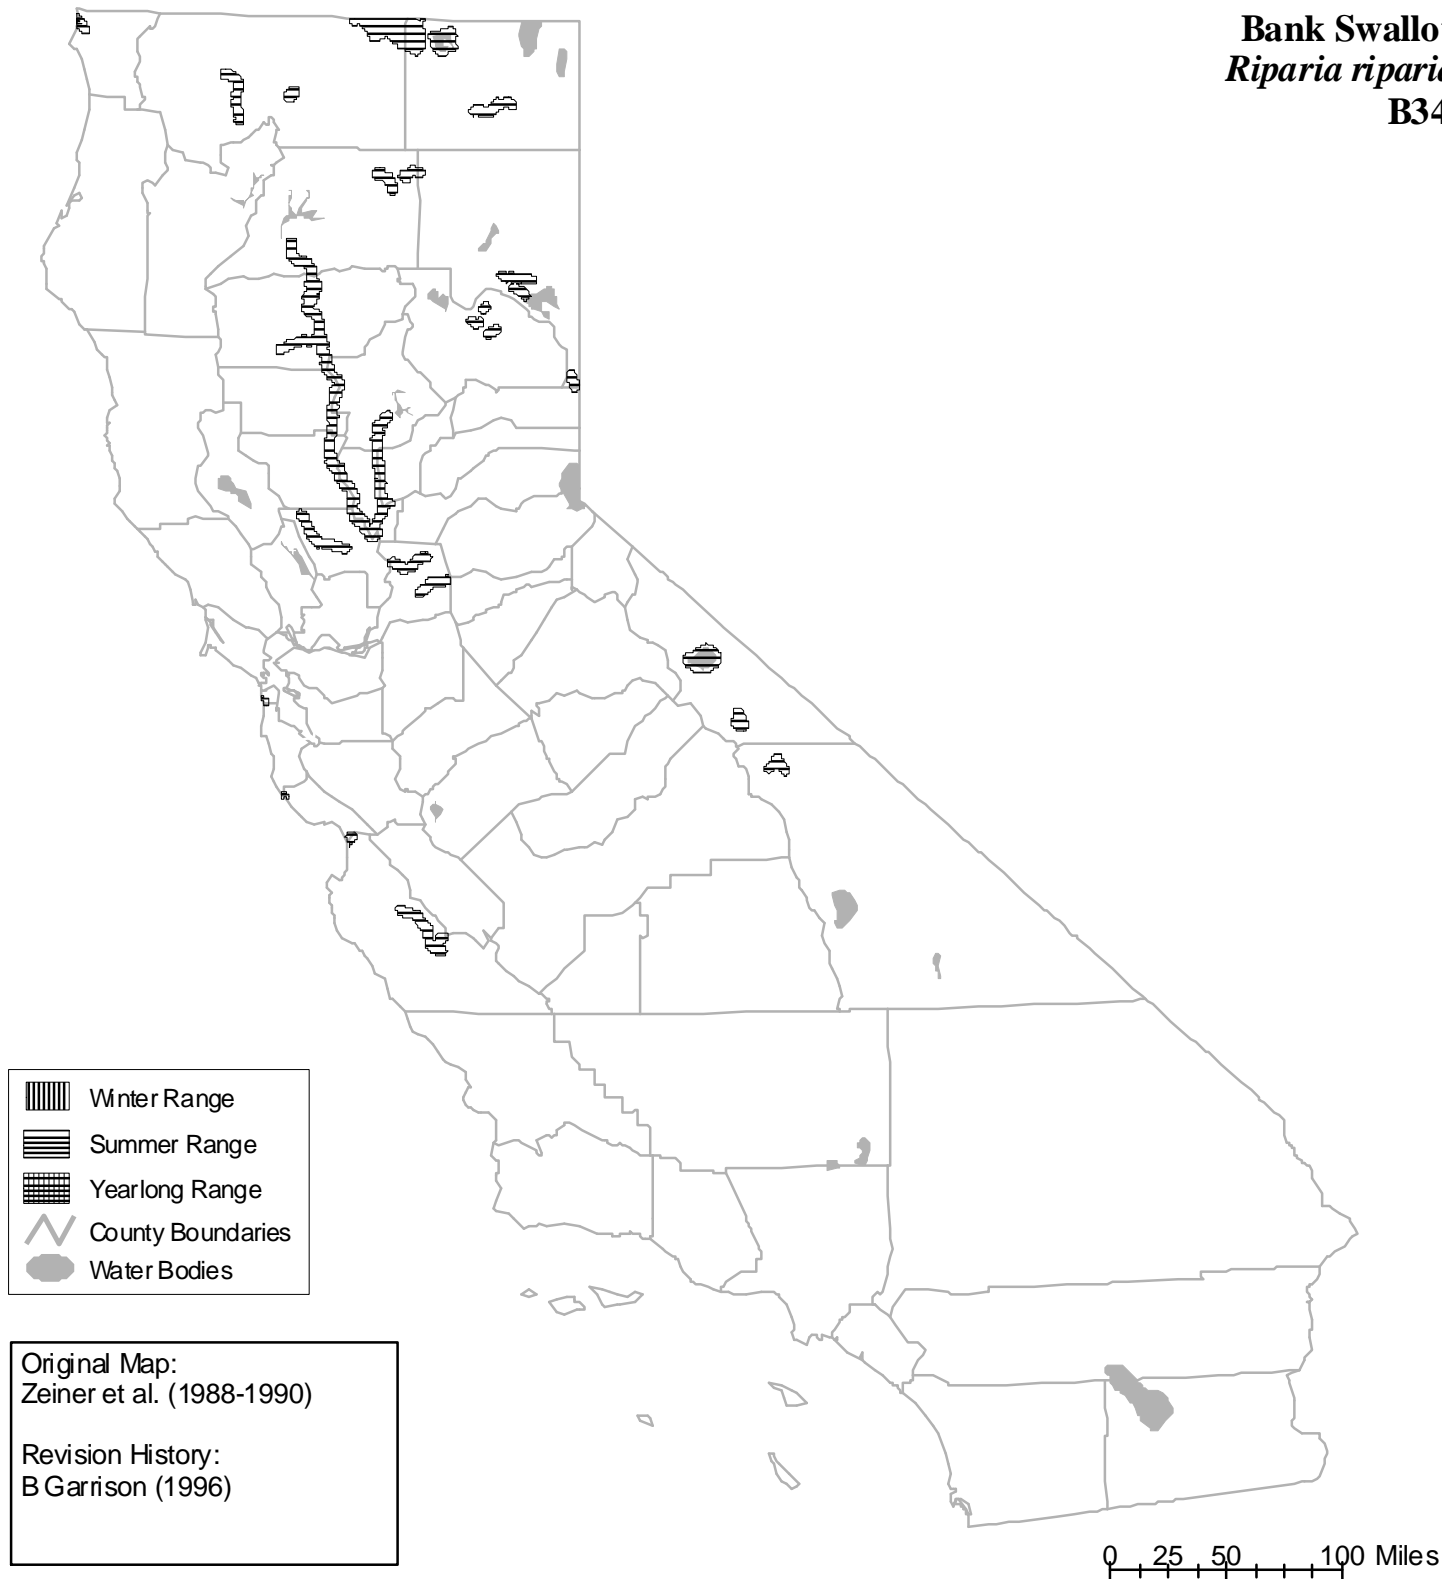 Bank Swallo
Riparia riparia
B34
Winter Range
Summer Range
Yearlong Range
County Boundaries
Water Bodies
Original Map:
Zeiner et al. (1988-1990)
Revision History:
B Garrison (1996)
0 25 50 100 Miles